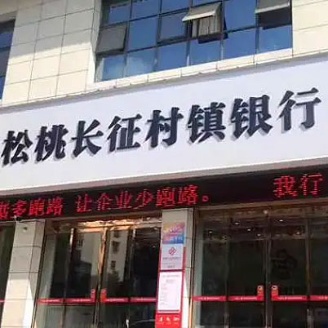 松桃长征村镇银行
多跑路 让企业少跑路。 我行